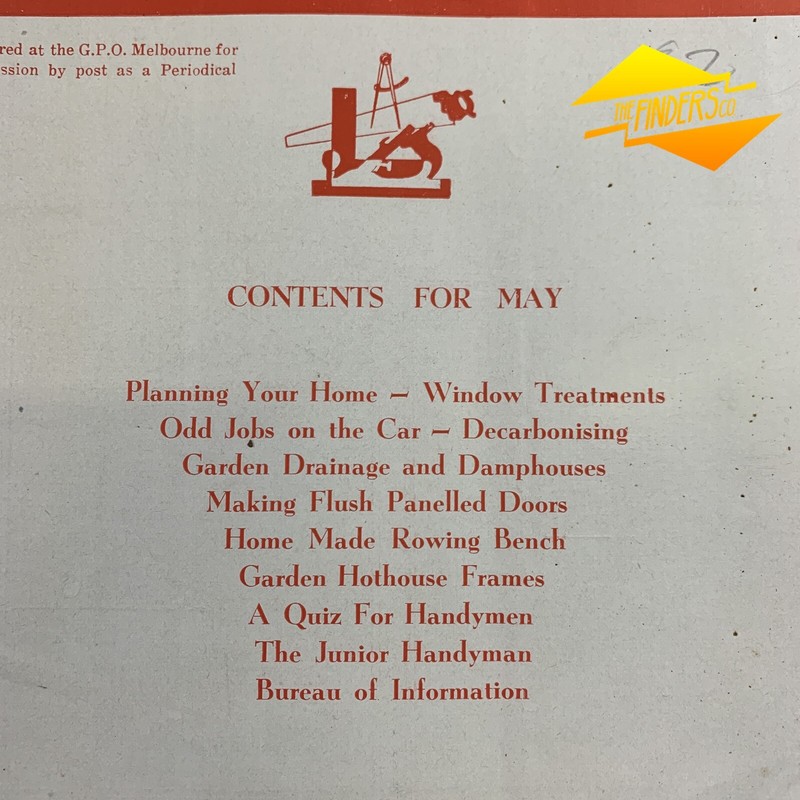 red at the G.P.O. Melbourne for
ssion by post as a Periodical
THE FINDERS CO.
CONTENTS FOR MAY
Planning Your Home — Window Treatments
Odd Jobs on the Car — Decarbonising
Garden Drainage and Damphouses
Making Flush Panelled Doors
Home Made Rowing Bench
Garden Hothouse Frames
A Quiz For Handymen
The Junior Handyman
Bureau of Information